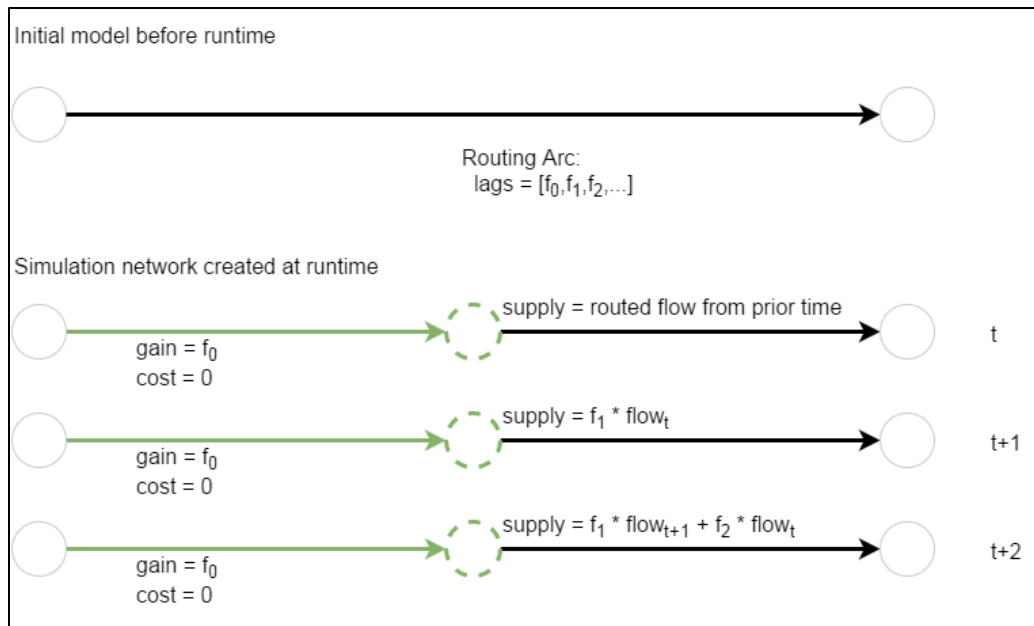 Initial model before runtime
Routing Arc:
lags = [f₀,f₁,f₂,...]
Simulation network created at runtime
supply = routed flow from prior time
t
gain = f₀
cost = 0
supply = f₁ * flowₜ
t+1
gain = f₀
cost = 0
supply = f₁ * flowₜ₊₁ + f₂ * flowₜ
t+2
gain = f₀
cost = 0